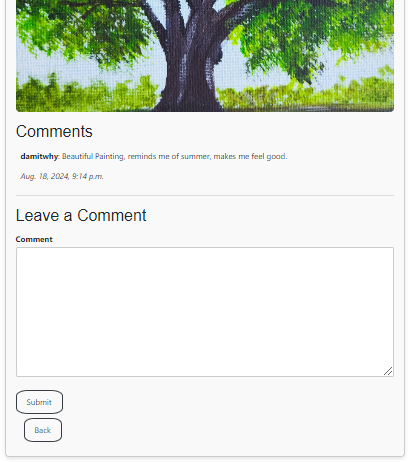 Comments
damitwhy: Beautiful Painting, reminds me of summer, makes me feel good.
Aug. 18, 2024, 9:14 p.m.
Leave a Comment
Comment
Submit
Back